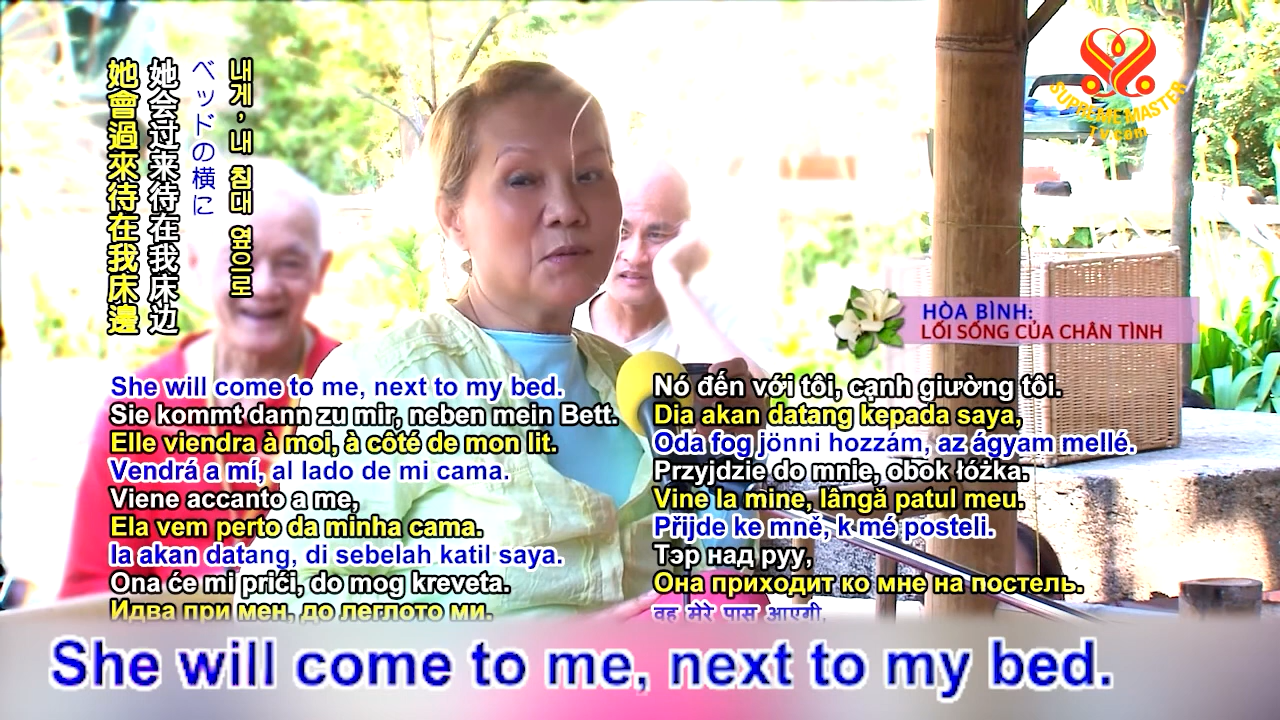 SUPREME MASTER
TV.com
내게, 내 침대 옆으로
ベッドの横に
她会过来待在我床边
她會過來待在我床邊
HÒA BÌNH:
LỐI SỐNG CỦA CHÂN TÌNH
She will come to me, next to my bed.
Sie kommt dann zu mir, neben mein Bett.
Elle viendra à moi, à côté de mon lit.
Vendrá a mí, al lado de mi cama.
Viene accanto a me,
Ela vem perto da minha cama.
Ia akan datang, di sebelah katil saya.
Ona će mi prići, do mog kreveta.
Идва при мен, до леглото ми.
Nó đến với tôi, cạnh giường tôi.
Dia akan datang kepada saya,
Oda fog jönni hozzám, az ágyam mellé.
Przyjdzie do mnie, obok łóżka.
Vine la mine, lângă patul meu.
Přijde ke mně, k mé posteli.
Тэр над руу,
Она приходит ко мне на постель.
वह मेरे पास आएगी,
She will come to me, next to my bed.